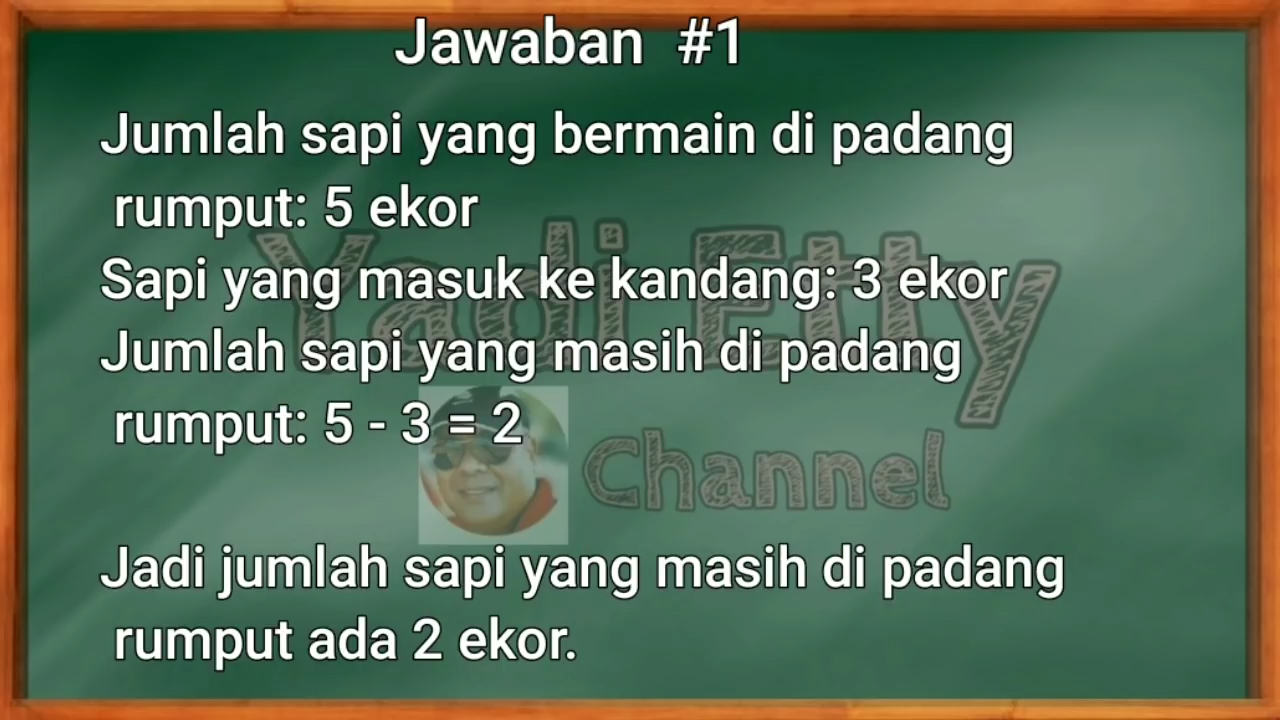 Jawaban #1
Jumlah sapi yang bermain di padang
rumput: 5 ekor
Sapi yang masuk ke kandang: 3 ekor
Jumlah sapi yang masih di padang
rumput: 5 - 3 = 2
Jadi jumlah sapi yang masih di padang
rumput ada 2 ekor.
Yadi Etty
Channel